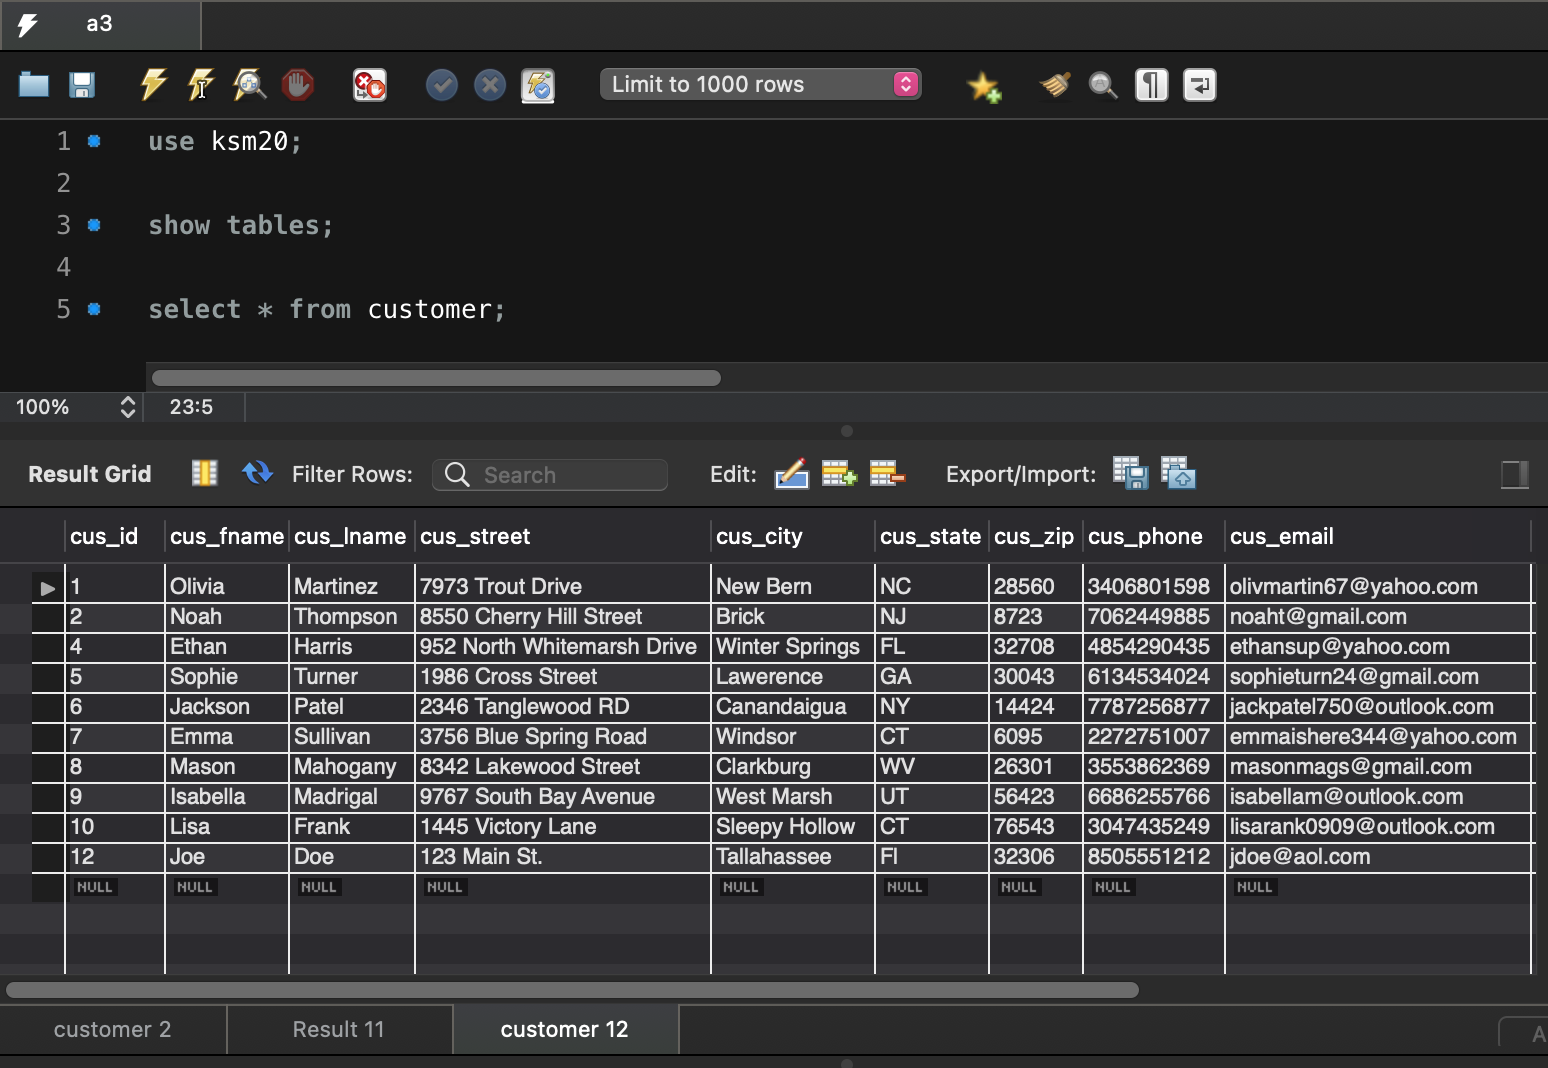 a3
Limit to 1000 rows
1 use ksm20;
2
3 show tables;
4
5 select * from customer;
100% 23:5
Result Grid Filter Rows: Search Edit: Export/Import:
cus_id cus_fname cus_lname cus_street cus_city cus_state cus_zip cus_phone cus_email
1 Olivia Martinez 7973 Trout Drive New Bern NC 28560 3406801598 olivmartin67@yahoo.com
2 Noah Thompson 8550 Cherry Hill Street Brick NJ 8723 7062449885 noaht@gmail.com
4 Ethan Harris 952 North Whitemarsh Drive Winter Springs FL 32708 4854290435 ethansup@yahoo.com
5 Sophie Turner 1986 Cross Street Lawerence GA 30043 6134534024 sophieturn24@gmail.com
6 Jackson Patel 2346 Tanglewood RD Canandaigua NY 14424 7787256877 jackpatel750@outlook.com
7 Emma Sullivan 3756 Blue Spring Road Windsor CT 6095 2272751007 emmaishere344@yahoo.com
8 Mason Mahogany 8342 Lakewood Street Clarkburg WV 26301 3553862369 masonmags@gmail.com
9 Isabella Madrigal 9767 South Bay Avenue West Marsh UT 56423 6686255766 isabellam@outlook.com
10 Lisa Frank 1445 Victory Lane Sleepy Hollow CT 76543 3047435249 lisarank0909@outlook.com
12 Joe Doe 123 Main St. Tallahassee Fl 32306 8505551212 jdoe@aol.com
NULL NULL NULL NULL NULL NULL NULL NULL NULL
customer 2 Result 11 customer 12 A